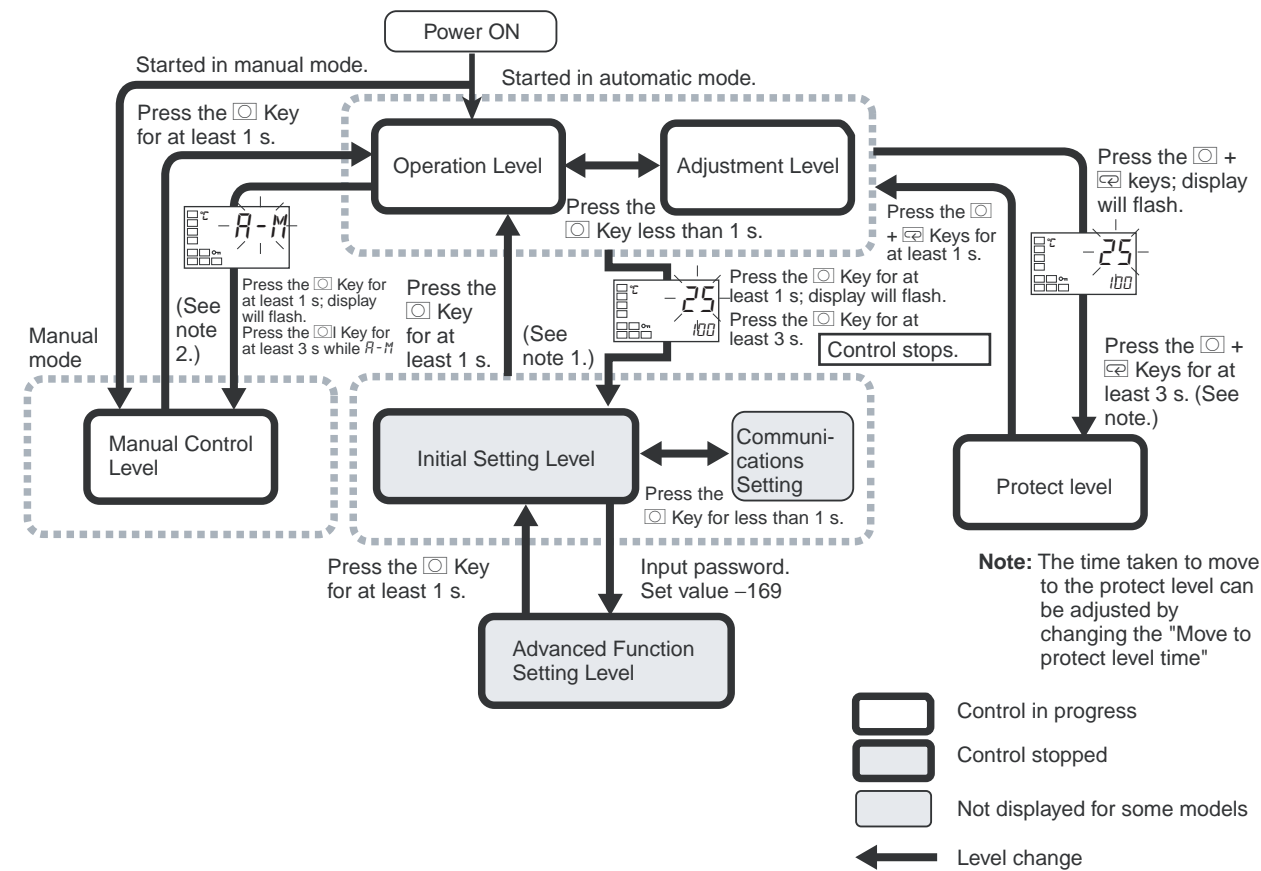 Power ON
Started in manual mode.
Started in automatic mode.
Press the Key
for at least 1 s.
Operation Level
Adjustment Level
Press the +
keys; display
will flash.
Press the
Key less than 1 s.
Press the
+ Keys for
at least 1 s.
℃
A-M
℃
25
100
℃
25
100
(See
note
2.)
Press the Key for
at least 1 s; display
will flash.
Press the l Key for
at least 3 s while A-M
Press the
Key
for at
least 1 s.
(See
note 1.)
Press the Key for at
least 1 s; display will flash.
Press the Key for at
least 3 s.
Control stops.
Press the +
Keys for at
least 3 s. (See
note.)
Manual
mode
Manual Control
Level
Initial Setting Level
Communi-
cations
Setting
Press the
Key for less than 1 s.
Protect level
Press the Key
for at least 1 s.
Input password.
Set value −169
Note: The time taken to move
to the protect level can
be adjusted by
changing the "Move to
protect level time"
Advanced Function
Setting Level
Control in progress
Control stopped
Not displayed for some models
Level change